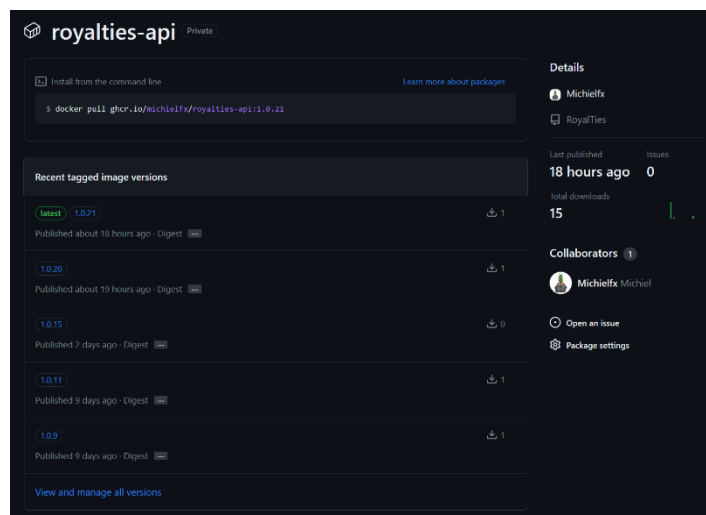 royalties-api Private
Install from the command line
Learn more about packages
$ docker pull ghcr.io/michielfx/royalties-api:1.0.21
Recent tagged image versions
latest 1.0.21
1
Published about 18 hours ago · Digest ...
1.0.20
1
Published about 19 hours ago · Digest ...
1.0.15
0
Published 2 days ago · Digest ...
1.0.11
1
Published 9 days ago · Digest ...
1.0.9
1
Published 9 days ago · Digest ...
View and manage all versions
Details
Michielfx
RoyalTies
Last published
Issues
18 hours ago
0
Total downloads
15
Collaborators 1
Michielfx Michiel
Open an issue
Package settings